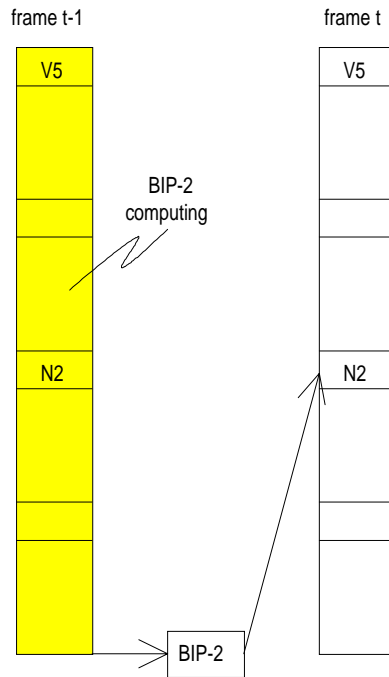 frame t-1
frame t
V5
V5
BIP-2
computing
N2
N2
BIP-2